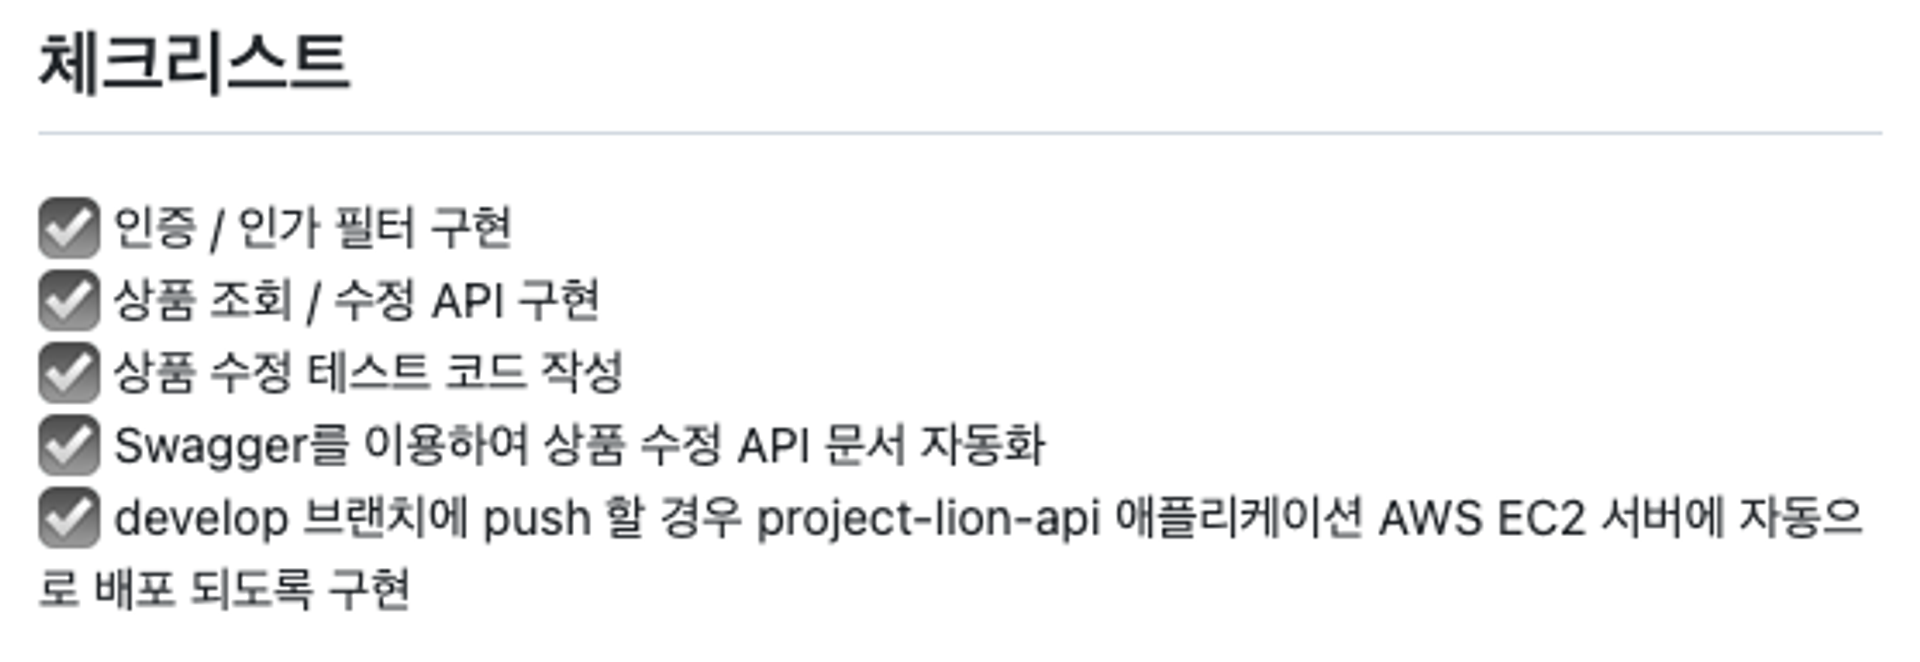 체크리스트
인증 / 인가 필터 구현
상품 조회 / 수정 API 구현
상품 수정 테스트 코드 작성
Swagger를 이용하여 상품 수정 API 문서 자동화
develop 브랜치에 push 할 경우 project-lion-api 애플리케이션 AWS EC2 서버에 자동으
로 배포 되도록 구현